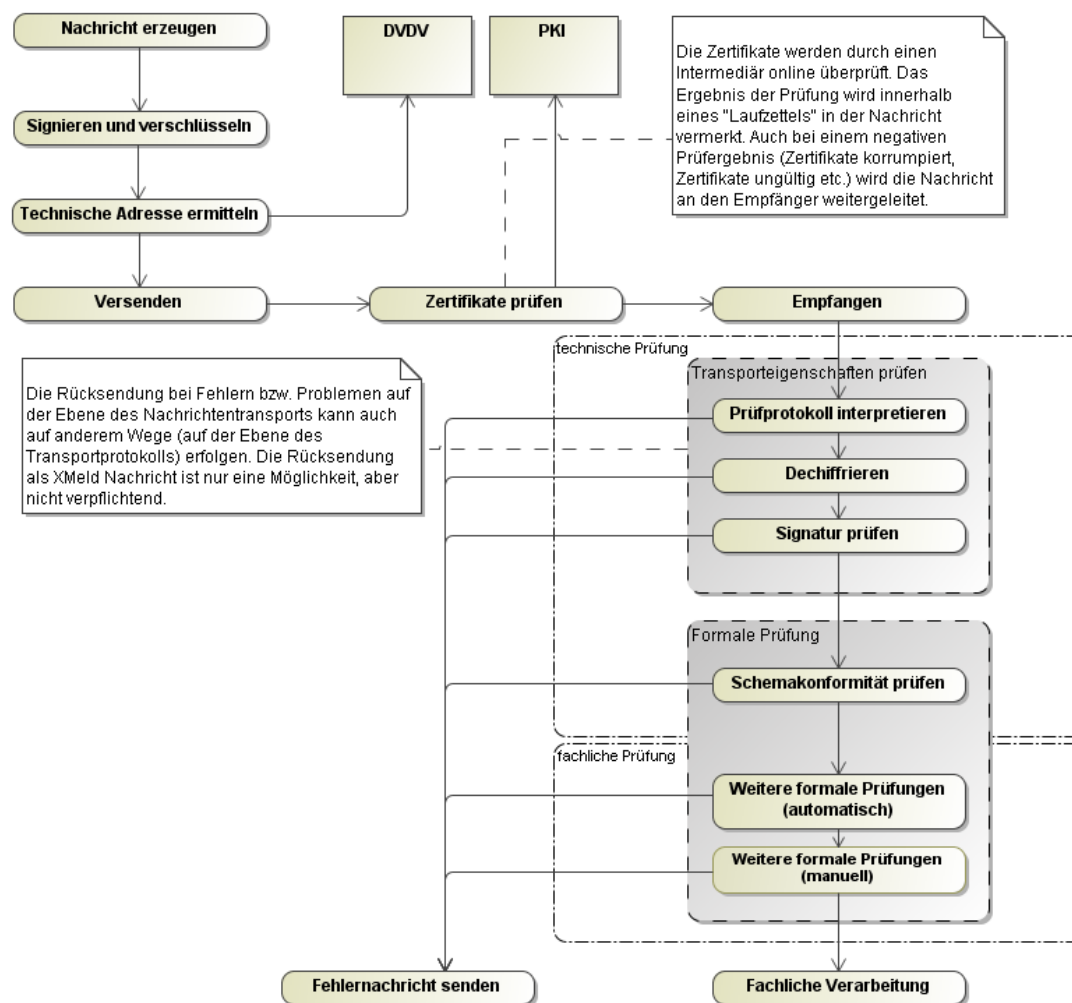 Nachricht erzeugen
DVDV
PKI
Die Zertifikate werden durch einen
Intermediär online überprüft. Das
Ergebnis der Prüfung wird innerhalb
eines "Laufzettels" in der Nachricht
vermerkt. Auch bei einem negativen
Prüfergebnis (Zertifikate korrumpiert,
Zertifikate ungültig etc.) wird die Nachricht
an den Empfänger weitergeleitet.
Signieren und verschlüsseln
Technische Adresse ermitteln
Versenden
Zertifikate prüfen
Empfangen
technische Prüfung
Transporteigenschaften prüfen
Die Rücksendung bei Fehlern bzw. Problemen auf
der Ebene des Nachrichtentransports kann auch
auf anderem Wege (auf der Ebene des
Transportprotokolls) erfolgen. Die Rücksendung
als XMeld Nachricht ist nur eine Möglichkeit, aber
nicht verpflichtend.
Prüfprotokoll interpretieren
Dechiffrieren
Signatur prüfen
Formale Prüfung
Schemakonformität prüfen
fachliche Prüfung
Weitere formale Prüfungen
(automatisch)
Weitere formale Prüfungen
(manuell)
Fehlernachricht senden
Fachliche Verarbeitung